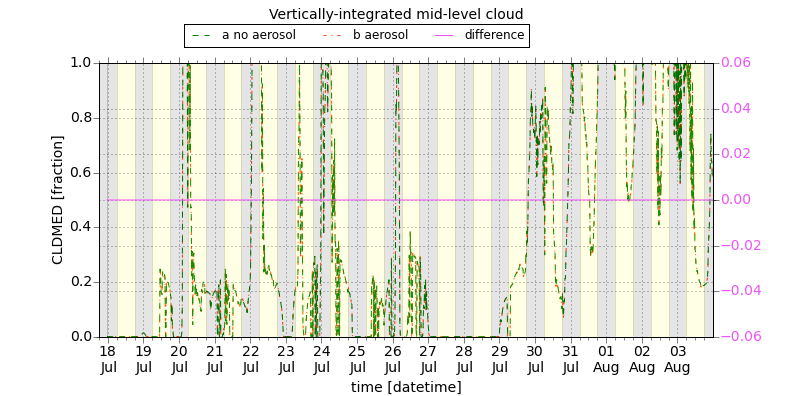 Vertically-integrated mid-level cloud
a no aerosol b aerosol difference
1.0
0.8
0.6
0.4
0.2
0.0
CLDMED [fraction]
0.06
0.04
0.02
0.00
−0.02
−0.04
−0.06
18 19 20 21 22 23 24 25 26 27 28 29 30 31 01 02 03
Jul Jul Jul Jul Jul Jul Jul Jul Jul Jul Jul Jul Jul Jul Aug Aug Aug
time [datetime]